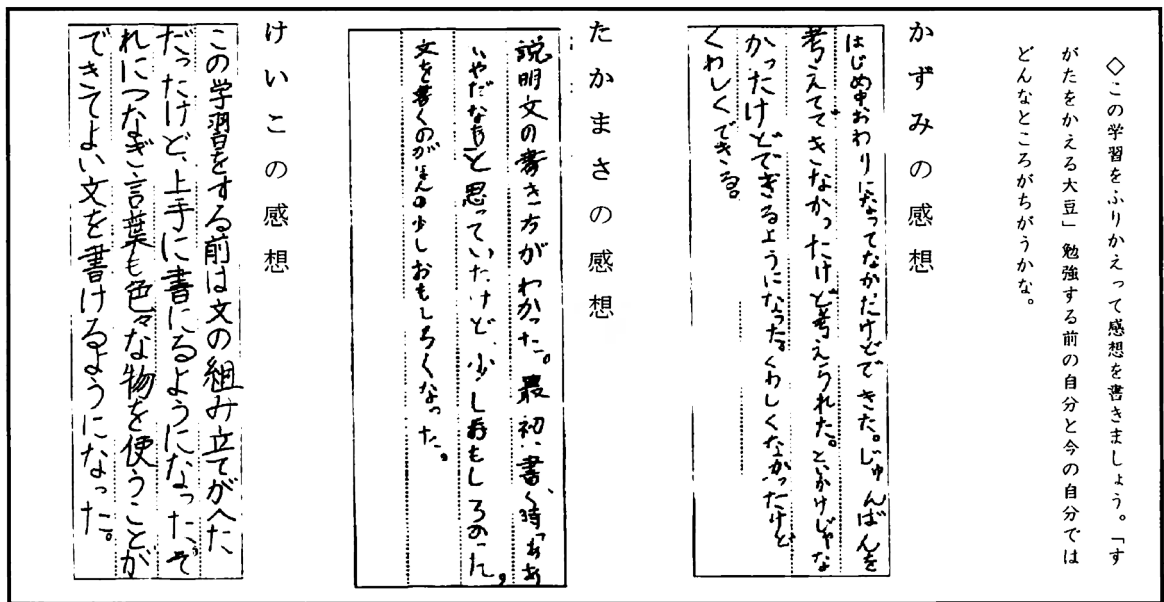 ◇この学習をふりかえって感想を書きましょう。「す
がたをかえる大豆」勉強する前の自分と今の自分では
どんなところがちがうかな。
かずみの感想
はじめ中おわりになってなかたけどできた。じゅんばんを
考えてできなかったけど考えられた。といかけじゃな
かったけどできるようになった。くわしくなかったけど
くわしくできる。
たかまさの感想
説明文の書き方がわかった。最初、書く時「ああ
いやだなあ」と思っていたけど、少しおもしろかった。
文を書くのがほんの少しおもしろくなった。
けいこの感想
この学習をする前は文の組み立てがへた
だったけど、上手に書にるようになった。そ
れにつなぎ言葉も色々な物を使うことが
できてよい文を書けるようになった。